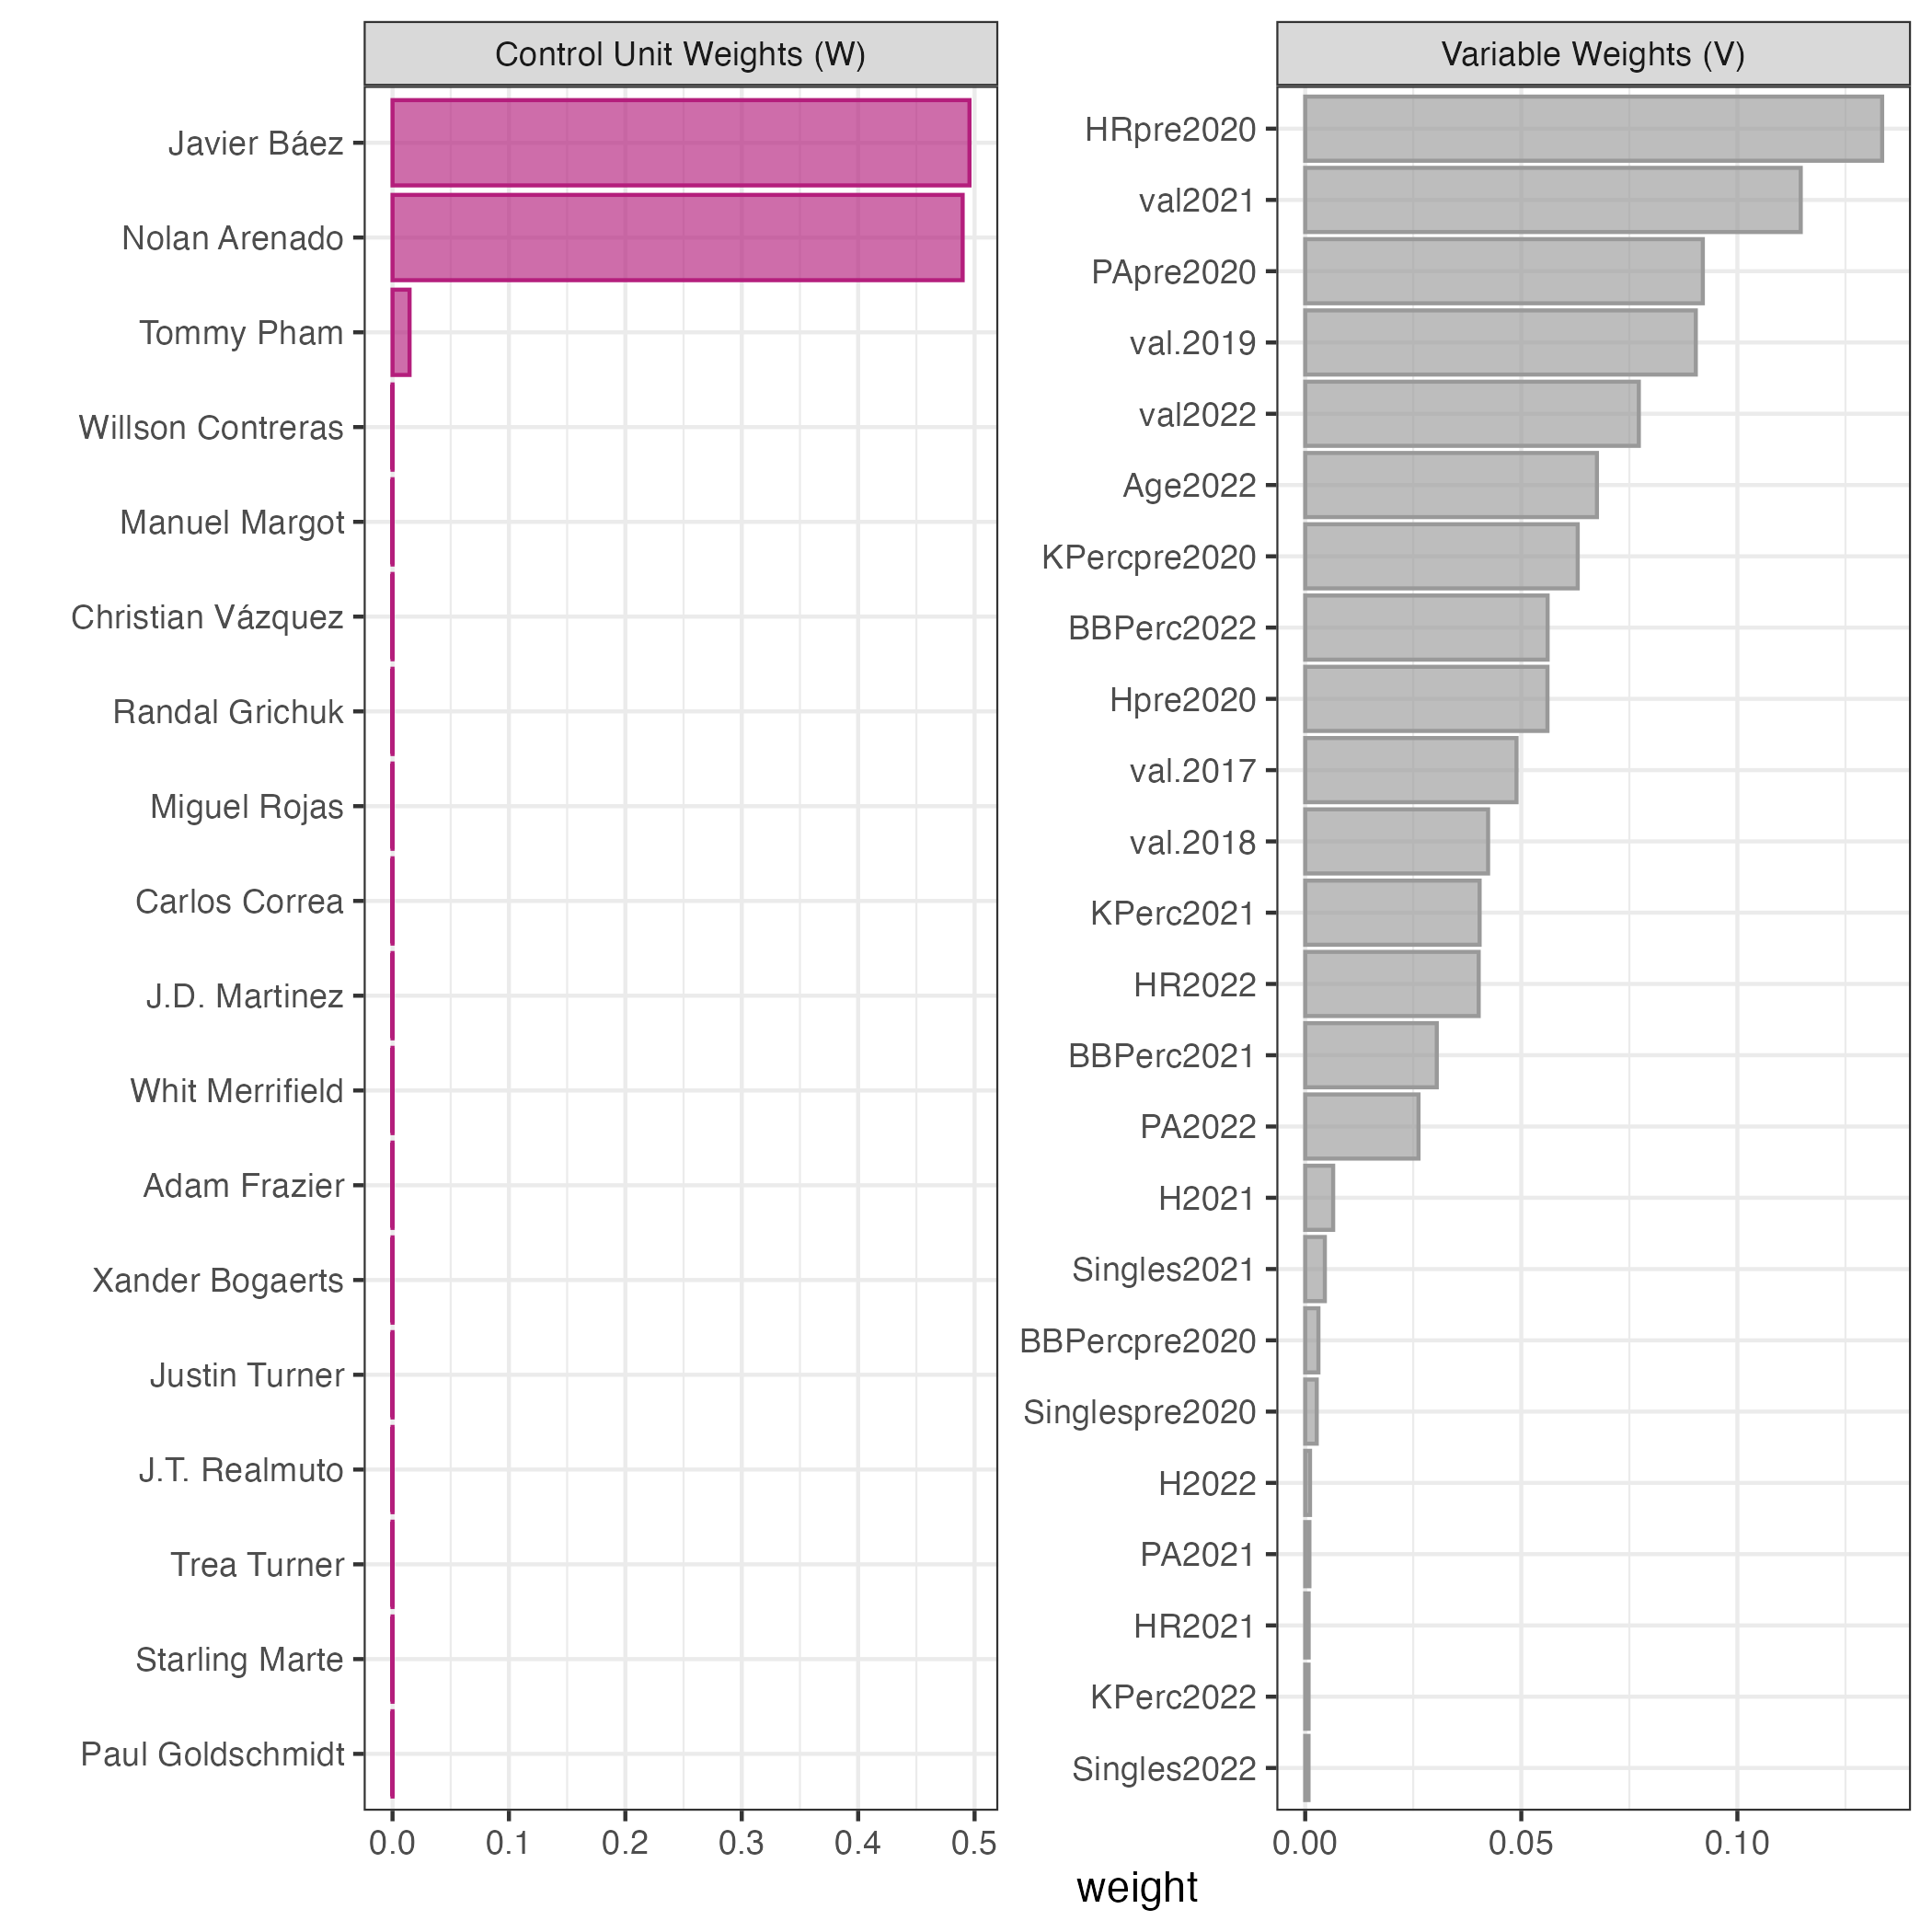 Control Unit Weights (W)
Javier Báez
Nolan Arenado
Tommy Pham
Willson Contreras
Manuel Margot
Christian Vázquez
Randal Grichuk
Miguel Rojas
Carlos Correa
J.D. Martinez
Whit Merrifield
Adam Frazier
Xander Bogaerts
Justin Turner
J.T. Realmuto
Trea Turner
Starling Marte
Paul Goldschmidt
0.0 0.1 0.2 0.3 0.4 0.5
Variable Weights (V)
HRpre2020
val2021
PApre2020
val.2019
val2022
Age2022
KPercpre2020
BBPerc2022
Hpre2020
val.2017
val.2018
KPerc2021
HR2022
BBPerc2021
PA2022
H2021
Singles2021
BBPercpre2020
Singlespre2020
H2022
PA2021
HR2021
KPerc2022
Singles2022
0.00 0.05 0.10
weight